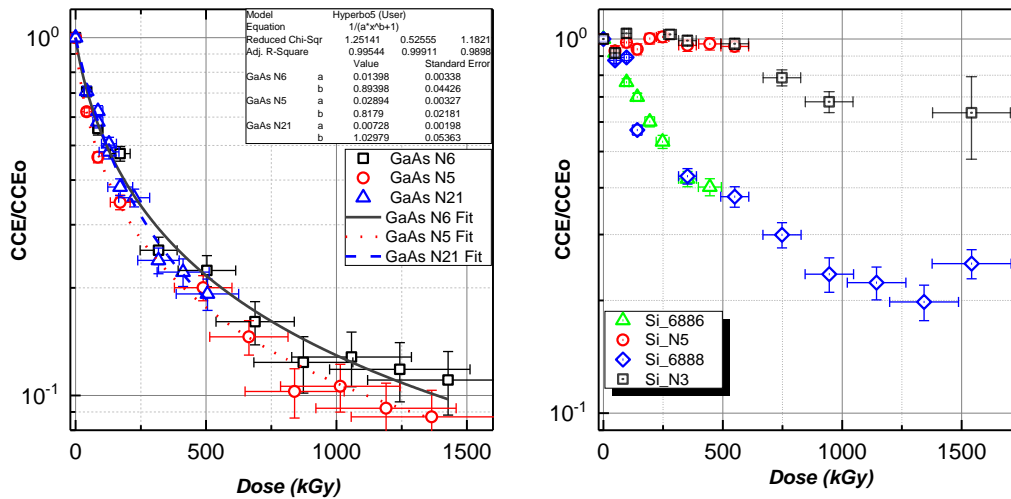 Model Hyperbo5 (User)
Equation 1/(a*x^b+1)
Reduced Chi-Sqr 1.25141 0.52555 1.1821
Adj. R-Square 0.99544 0.99911 0.9898
Value Standard Error
GaAs N6 a 0.01398 0.00338
b 0.89398 0.04426
GaAs N5 a 0.02894 0.00327
b 0.8179 0.02181
GaAs N21 a 0.00728 0.00198
b 1.02979 0.05363
GaAs N6
GaAs N5
GaAs N21
GaAs N6 Fit
GaAs N5 Fit
GaAs N21 Fit
10^0
10^-1
CCE/CCEo
0 500 1000 1500
Dose (kGy)
10^0
10^-1
CCE/CCEo
Si_6886
Si_N5
Si_6888
Si_N3
0 500 1000 1500
Dose (kGy)